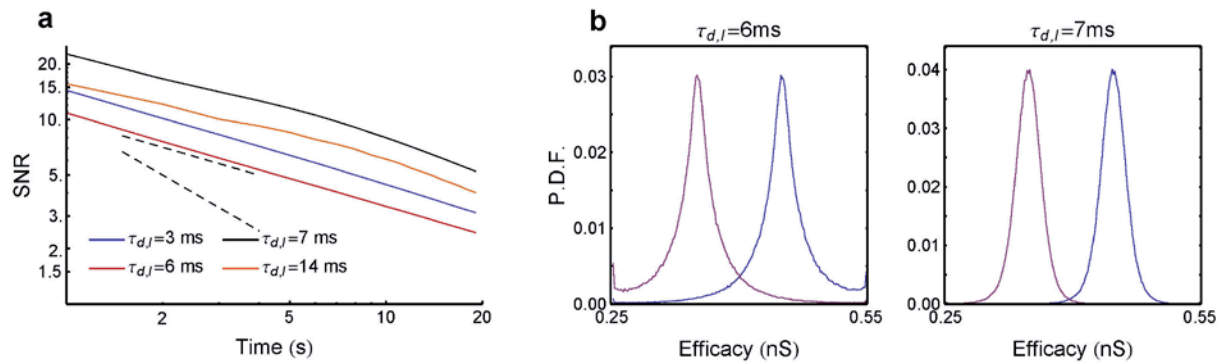 a
SNR
20.
15.
10.
5.
3.
2.
1.5
τd,l=3 ms
τd,l=6 ms
τd,l=7 ms
τd,l=14 ms
2
5
10
20
Time (s)
b
τd,l=6ms
P.D.F.
0.03
0.02
0.01
0.00
0.25
0.55
Efficacy (nS)
τd,l=7ms
0.04
0.03
0.02
0.01
0.00
0.25
0.55
Efficacy (nS)